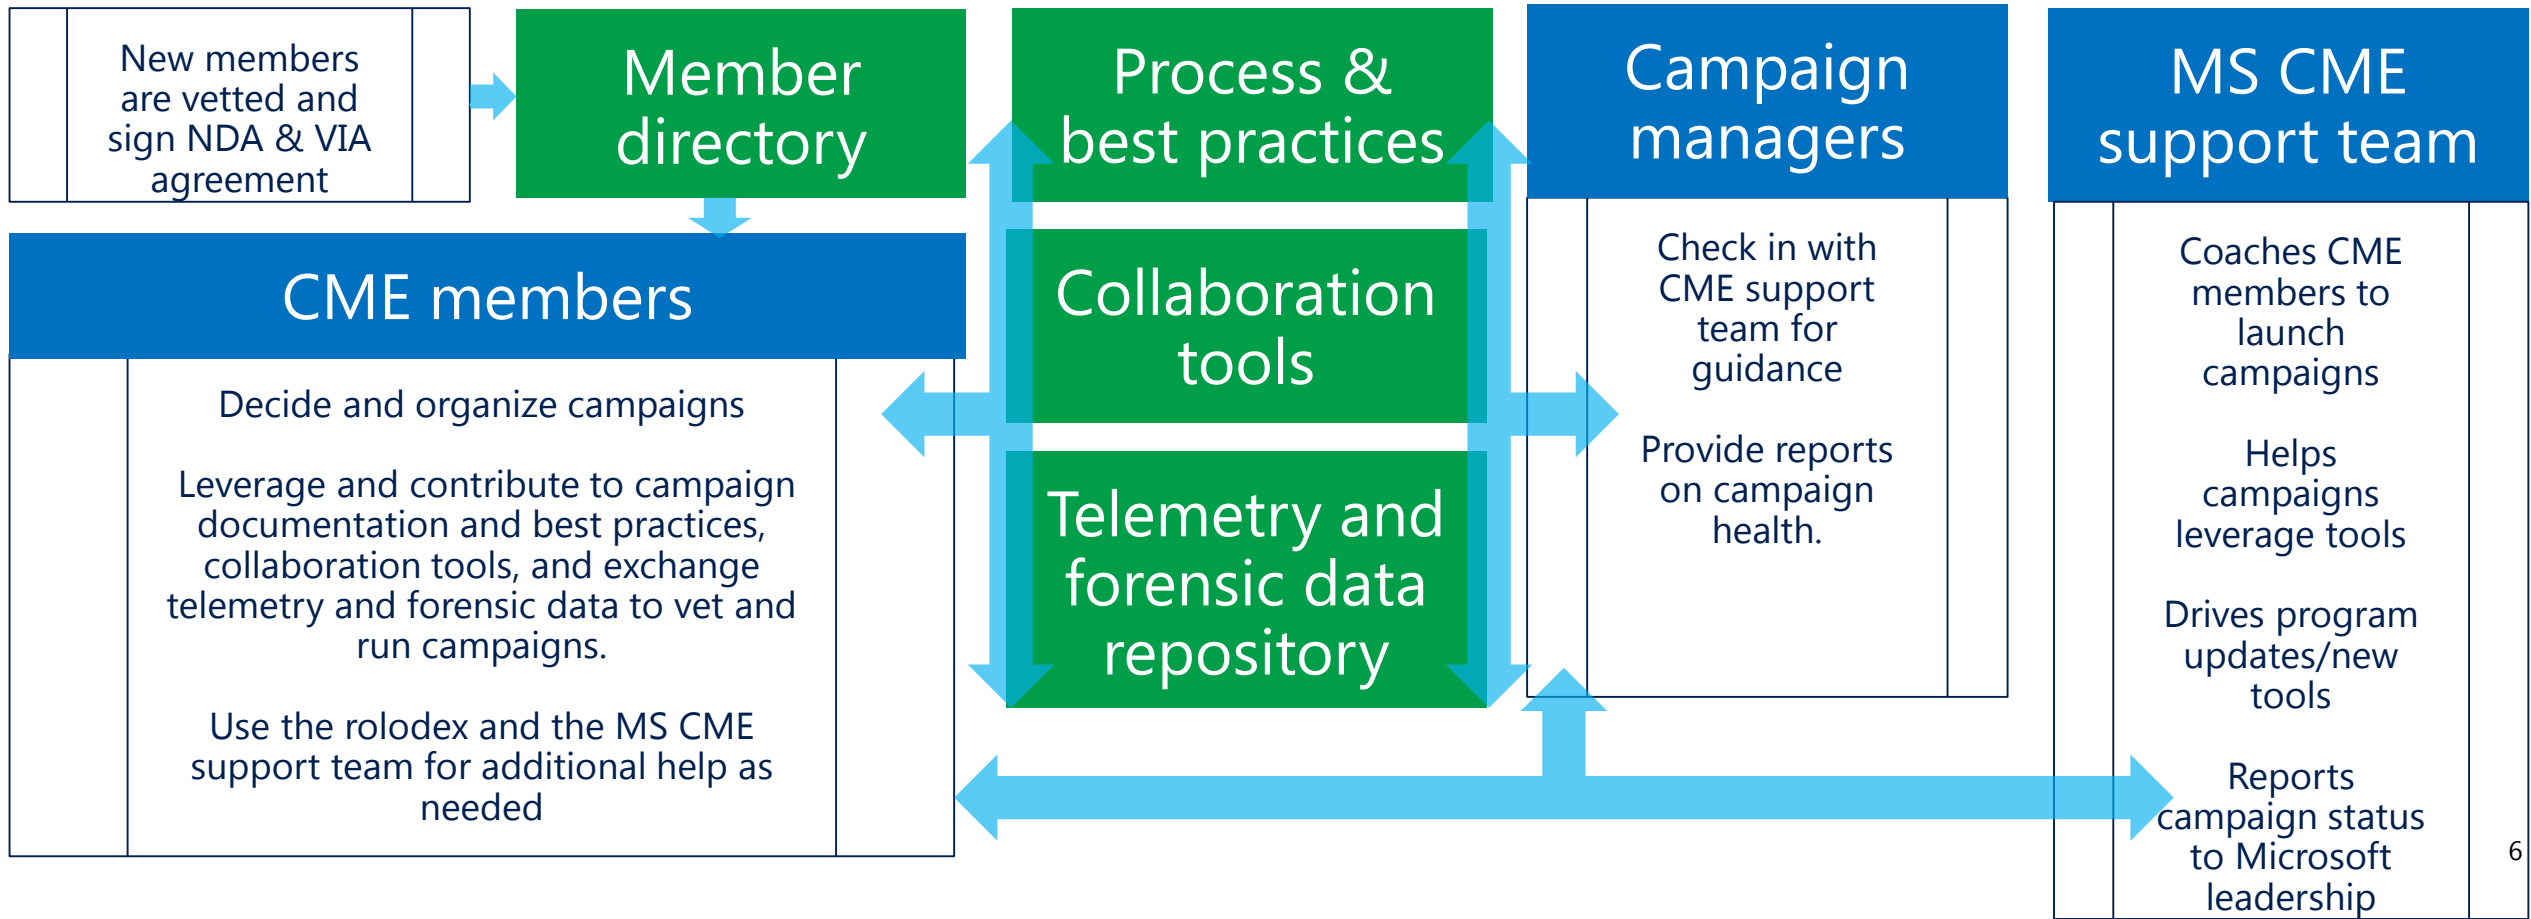 New members
are vetted and
sign NDA & VIA
agreement
Member
directory
CME members
Decide and organize campaigns
Leverage and contribute to campaign
documentation and best practices,
collaboration tools, and exchange
telemetry and forensic data to vet and
run campaigns.
Use the rolodex and the MS CME
support team for additional help as
needed
Process &
best practices
Collaboration
tools
Telemetry and
forensic data
repository
Campaign
managers
Check in with
CME support
team for
guidance
Provide reports
on campaign
health.
MS CME
support team
Coaches CME
members to
launch
campaigns
Helps
campaigns
leverage tools
Drives program
updates/new
tools
Reports
campaign status
to Microsoft
leadership
6